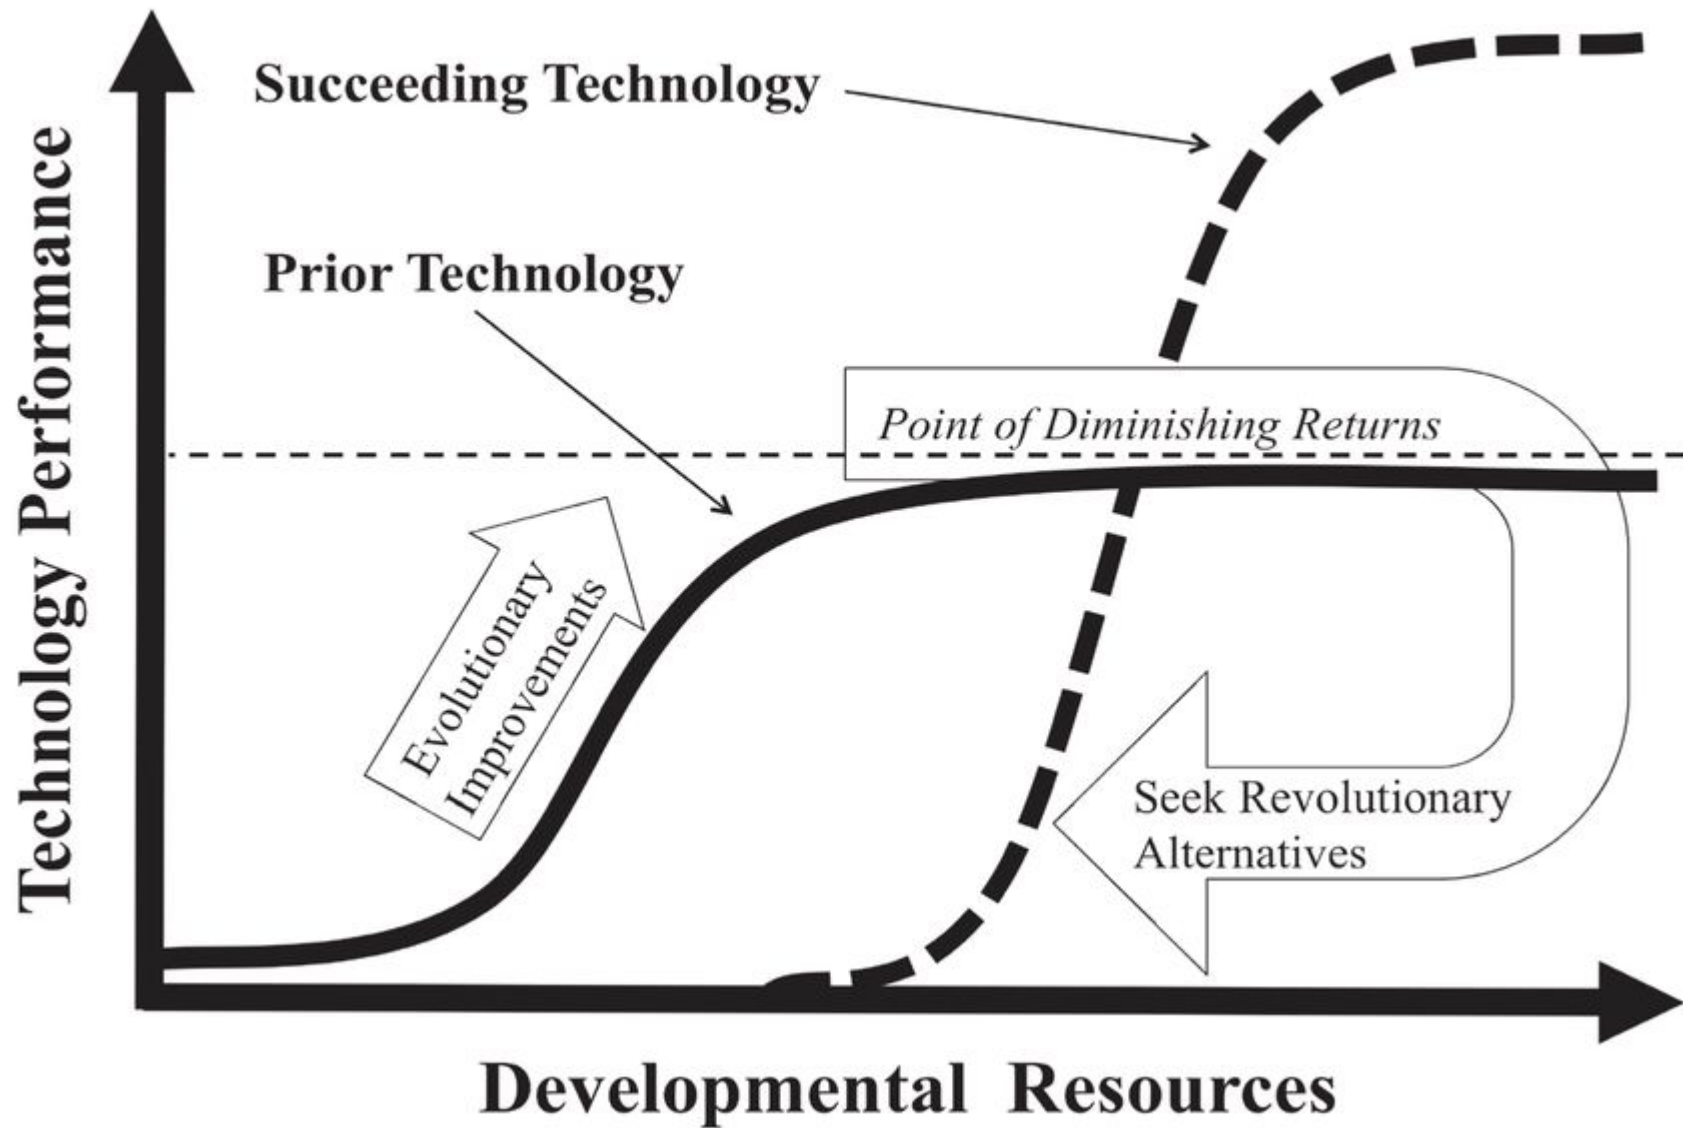 Succeeding Technology
Prior Technology
Technology Performance
Point of Diminishing Returns
Evolutionary
Improvements
Seek Revolutionary
Alternatives
Developmental Resources